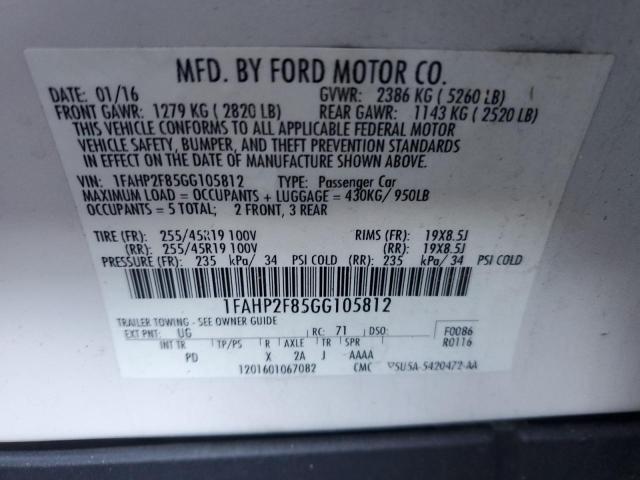 MFD. BY FORD MOTOR CO.
DATE: 01/16 GVWR: 2386 KG ( 5260 LB)
FRONT GAWR: 1279 KG ( 2820 LB) REAR GAWR: 1143 KG ( 2520 LB)
THIS VEHICLE CONFORMS TO ALL APPLICABLE FEDERAL MOTOR
VEHICLE SAFETY, BUMPER, AND THEFT PREVENTION STANDARDS
IN EFFECT ON THE DATE OF MANUFACTURE SHOWN ABOVE.
VIN: 1FAHP2F85GG105812 TYPE: Passenger Car
MAXIMUM LOAD = OCCUPANTS + LUGGAGE = 430KG/ 950LB
OCCUPANTS = 5 TOTAL; 2 FRONT, 3 REAR
TIRE (FR): 255/45R19 100V RIMS (FR): 19X8.5J
(RR): 255/45R19 100V (RR): 19X8.5J
PRESSURE (FR): 235 kPa/ 34 PSI COLD (RR): 235 kPa/ 34 PSI COLD
1FAHP2F85GG105812
TRAILER TOWING - SEE OWNER GUIDE
EXT PNT: UG RC: 71 DSO: F0086
INT TR TP/PS R AXLE TR SPR R0116
PD X 2A J AAAA
1201601067082 CMC 5U5A-5420472-AA